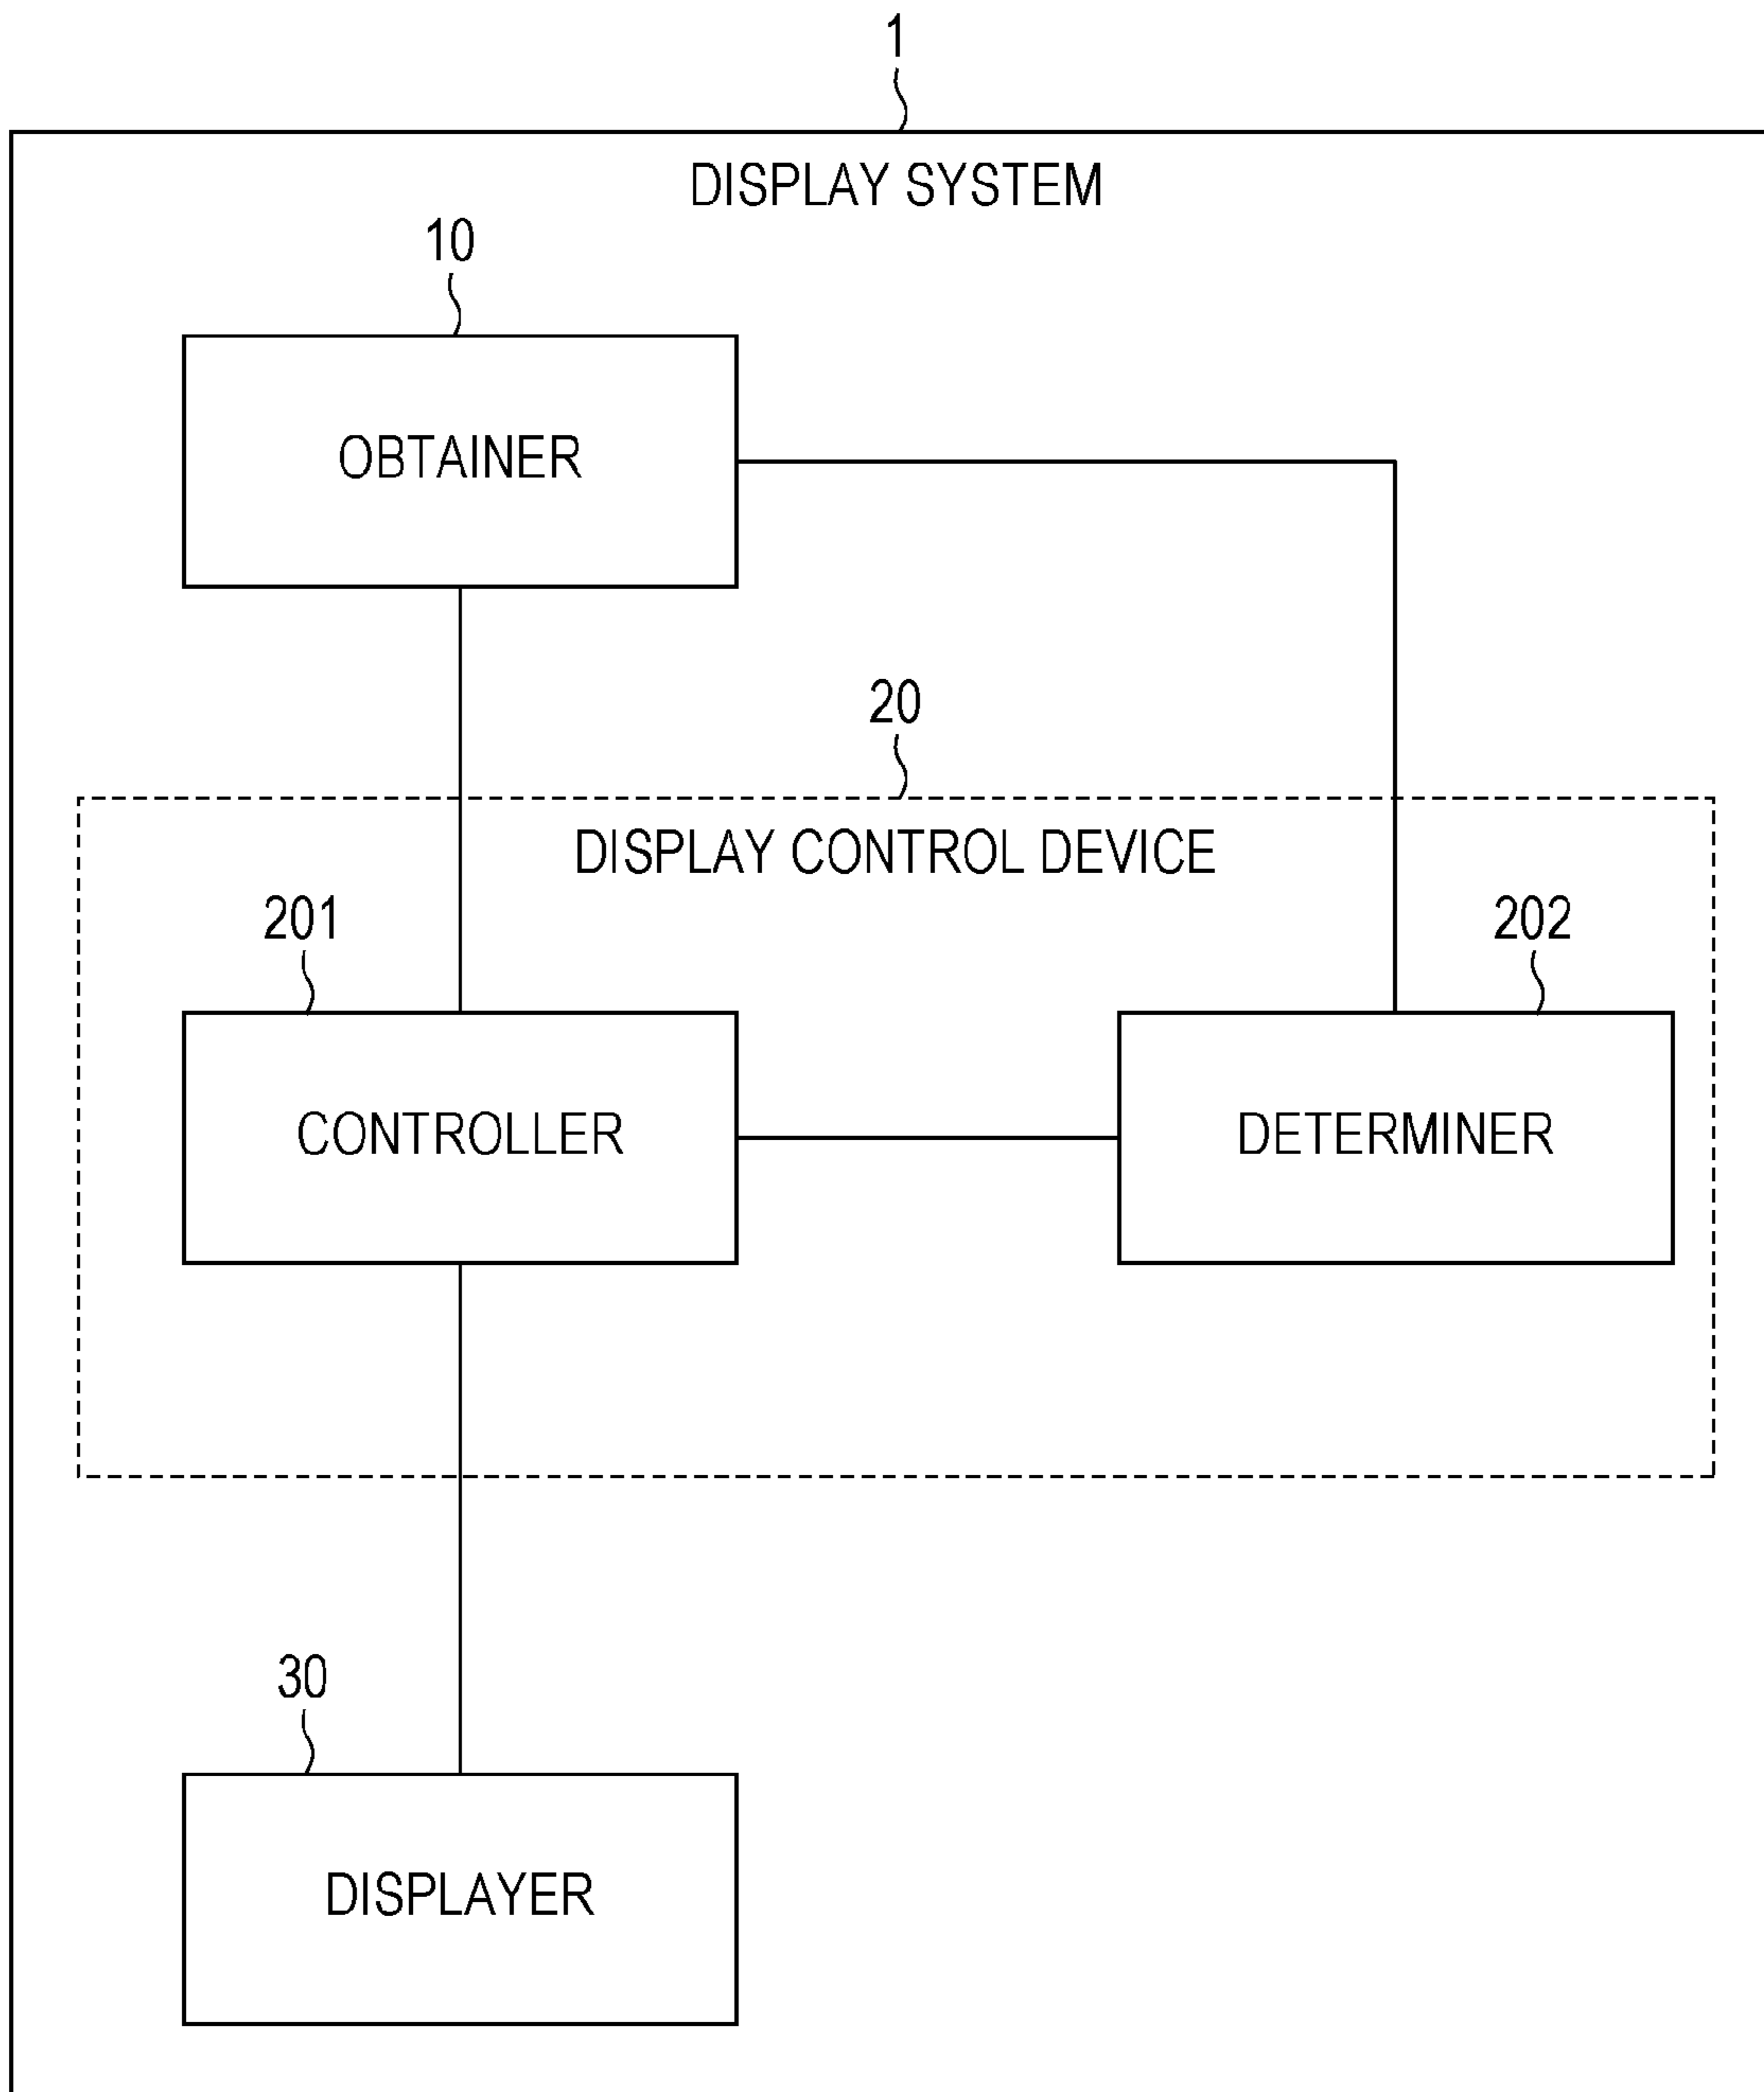 1
DISPLAY SYSTEM
10
OBTAINER
20
DISPLAY CONTROL DEVICE
201
202
CONTROLLER
DETERMINER
30
DISPLAYER